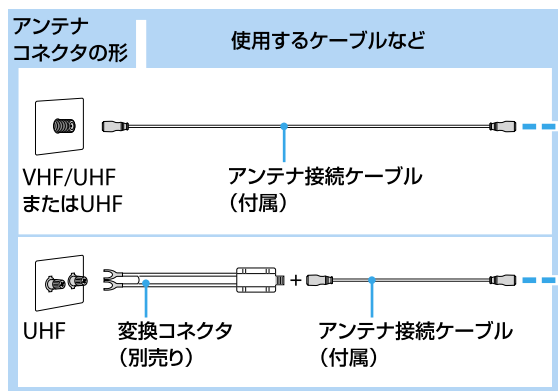 アンテナ
コネクタの形
使用するケーブルなど
VHF/UHF
またはUHF
アンテナ接続ケーブル
（付属）
UHF
変換コネクタ
（別売り）
+
アンテナ接続ケーブル
（付属）